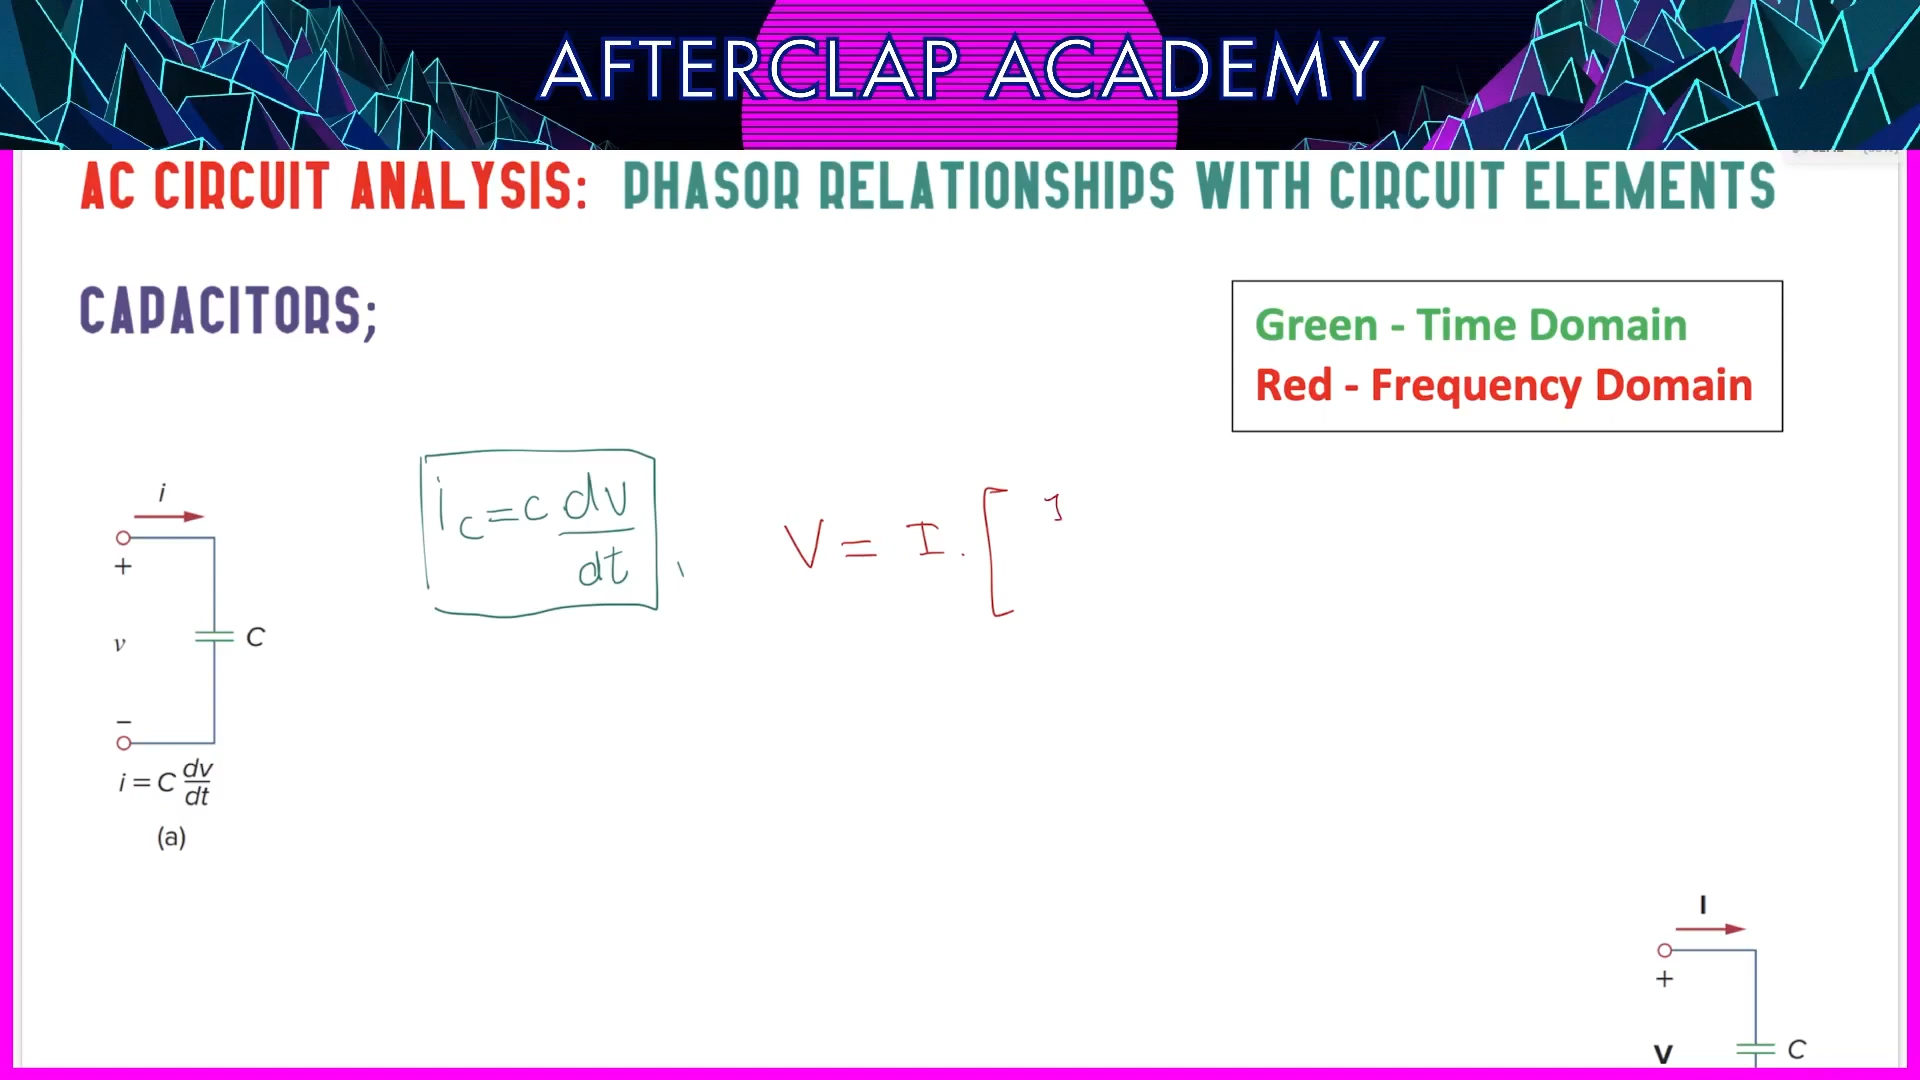 AFTERCLAP ACADEMY
AC CIRCUIT ANALYSIS: PHASOR RELATIONSHIPS WITH CIRCUIT ELEMENTS
CAPACITORS;
Green - Time Domain
Red - Frequency Domain
i
+
v
−
C
i = C dv/dt
(a)
ic = c dv/dt
V = I . [
I
+
V
C